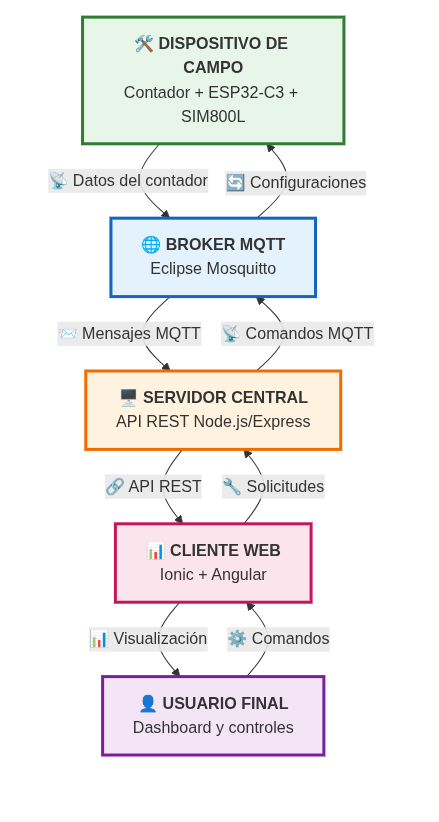 🛠️ DISPOSITIVO DE
CAMPO
Contador + ESP32-C3 +
SIM800L
📡 Datos del contador
🔄 Configuraciones
🌐 BROKER MQTT
Eclipse Mosquitto
📨 Mensajes MQTT
📡 Comandos MQTT
🖥️ SERVIDOR CENTRAL
API REST Node.js/Express
🔗 API REST
🔧 Solicitudes
📊 CLIENTE WEB
Ionic + Angular
📊 Visualización
⚙️ Comandos
👤 USUARIO FINAL
Dashboard y controles